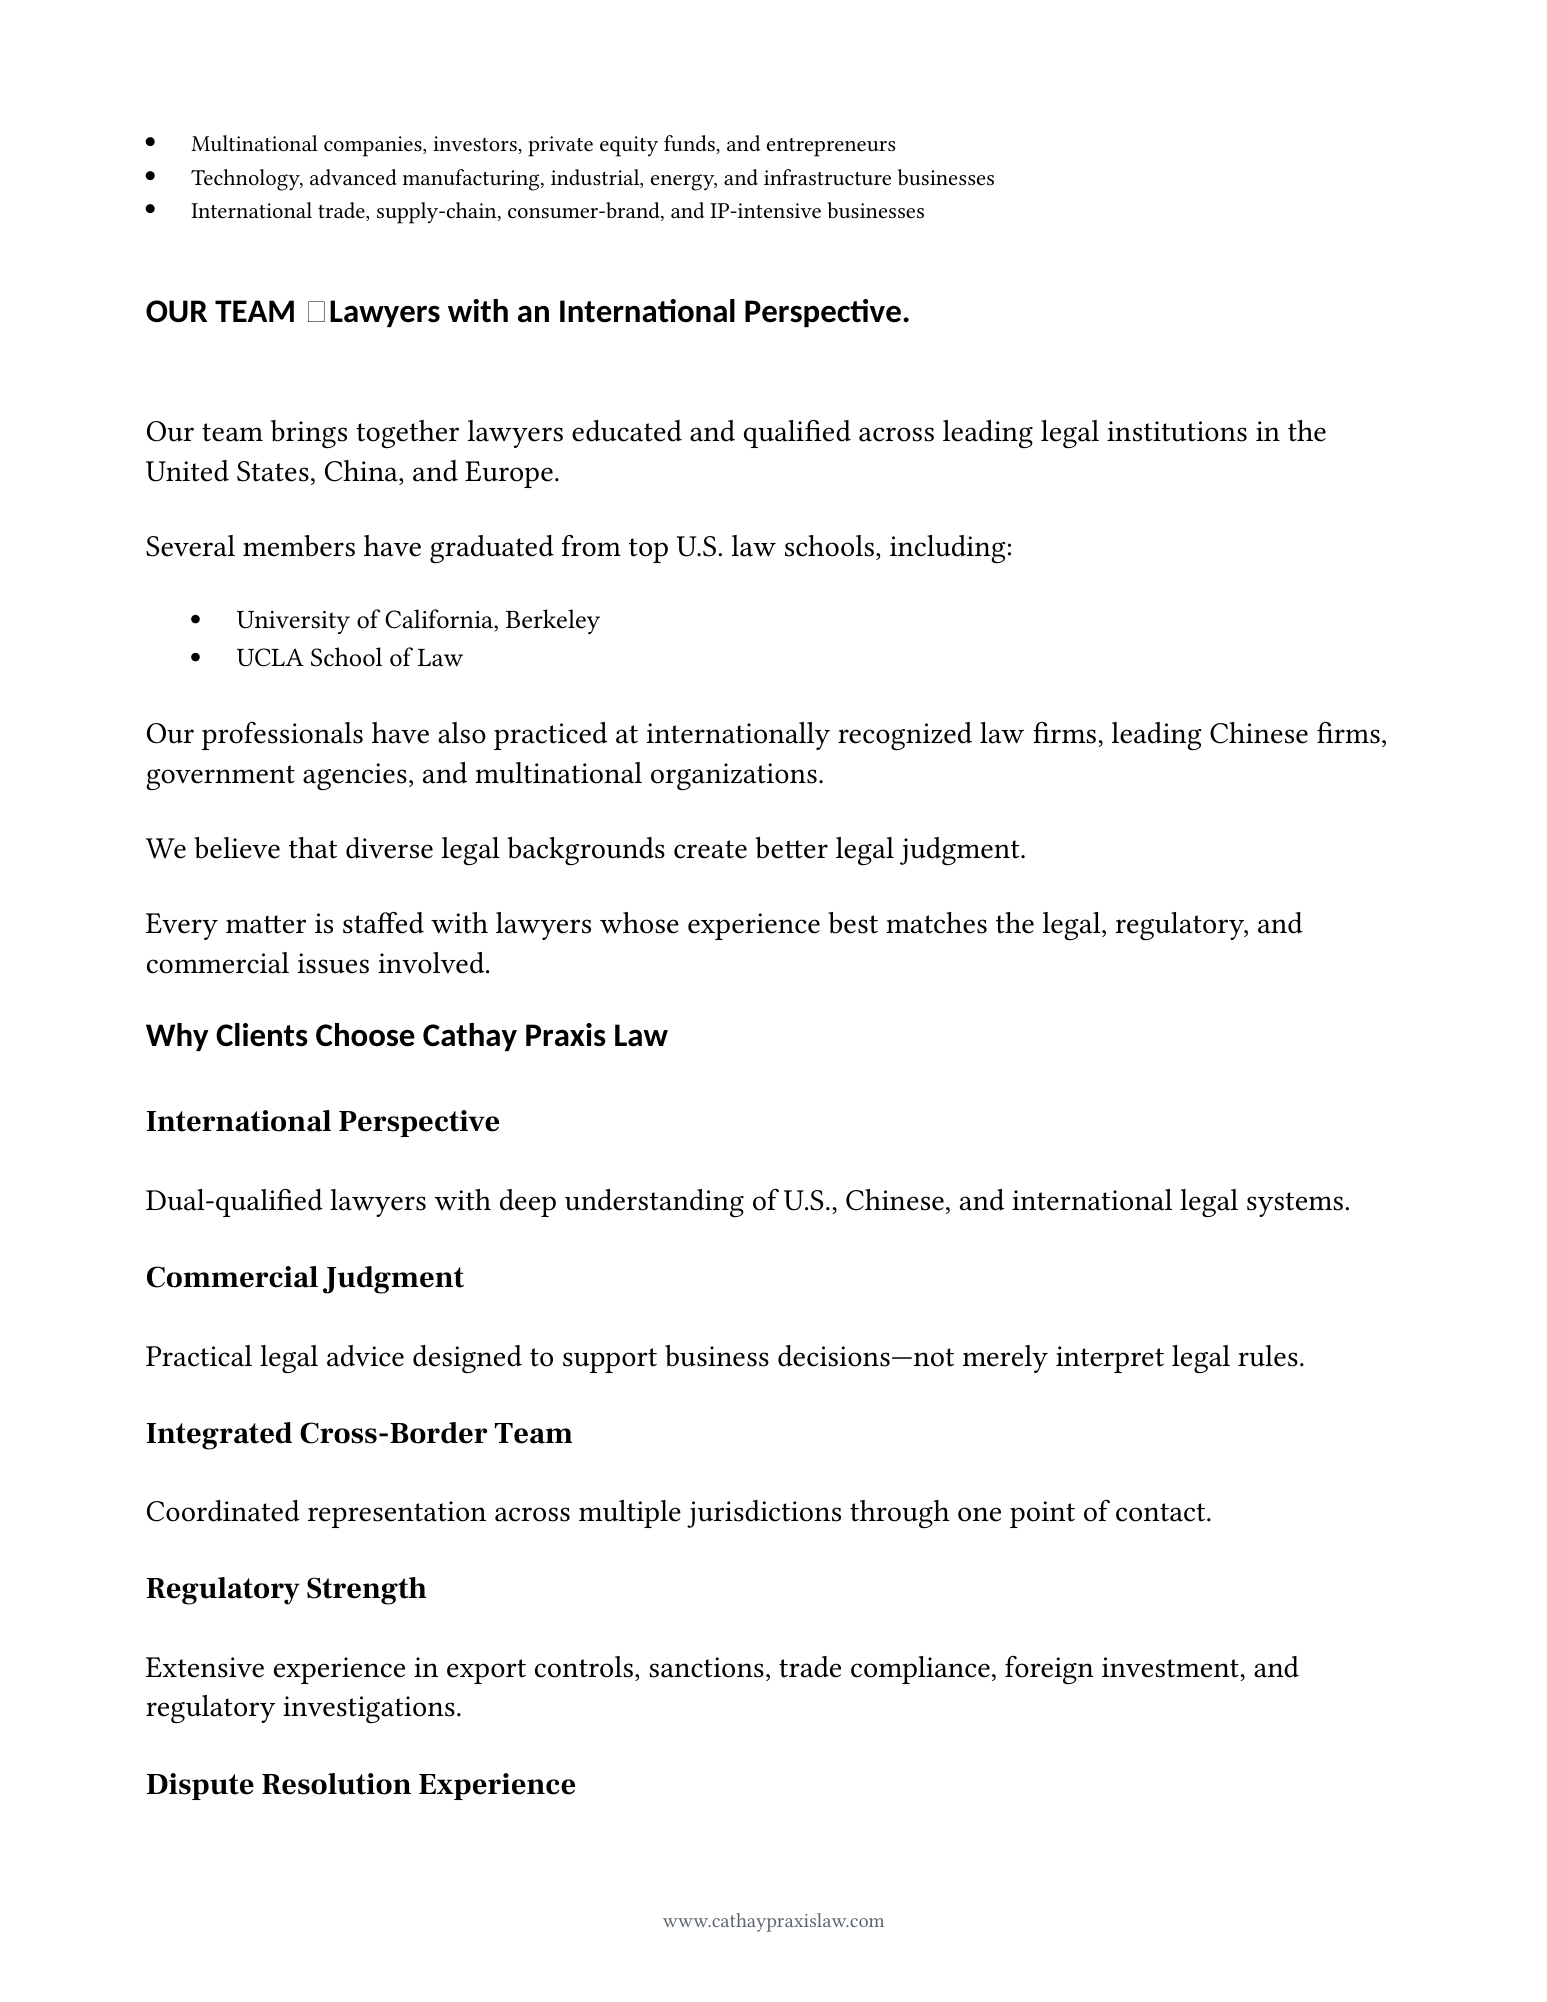 • Multinational companies, investors, private equity funds, and entrepreneurs
• Technology, advanced manufacturing, industrial, energy, and infrastructure businesses
• International trade, supply-chain, consumer-brand, and IP-intensive businesses
OUR TEAM Lawyers with an International Perspective.
Our team brings together lawyers educated and qualified across leading legal institutions in the
United States, China, and Europe.
Several members have graduated from top U.S. law schools, including:
• University of California, Berkeley
• UCLA School of Law
Our professionals have also practiced at internationally recognized law firms, leading Chinese firms,
government agencies, and multinational organizations.
We believe that diverse legal backgrounds create better legal judgment.
Every matter is staffed with lawyers whose experience best matches the legal, regulatory, and
commercial issues involved.
Why Clients Choose Cathay Praxis Law
International Perspective
Dual-qualified lawyers with deep understanding of U.S., Chinese, and international legal systems.
Commercial Judgment
Practical legal advice designed to support business decisions—not merely interpret legal rules.
Integrated Cross-Border Team
Coordinated representation across multiple jurisdictions through one point of contact.
Regulatory Strength
Extensive experience in export controls, sanctions, trade compliance, foreign investment, and
regulatory investigations.
Dispute Resolution Experience
www.cathaypraxislaw.com